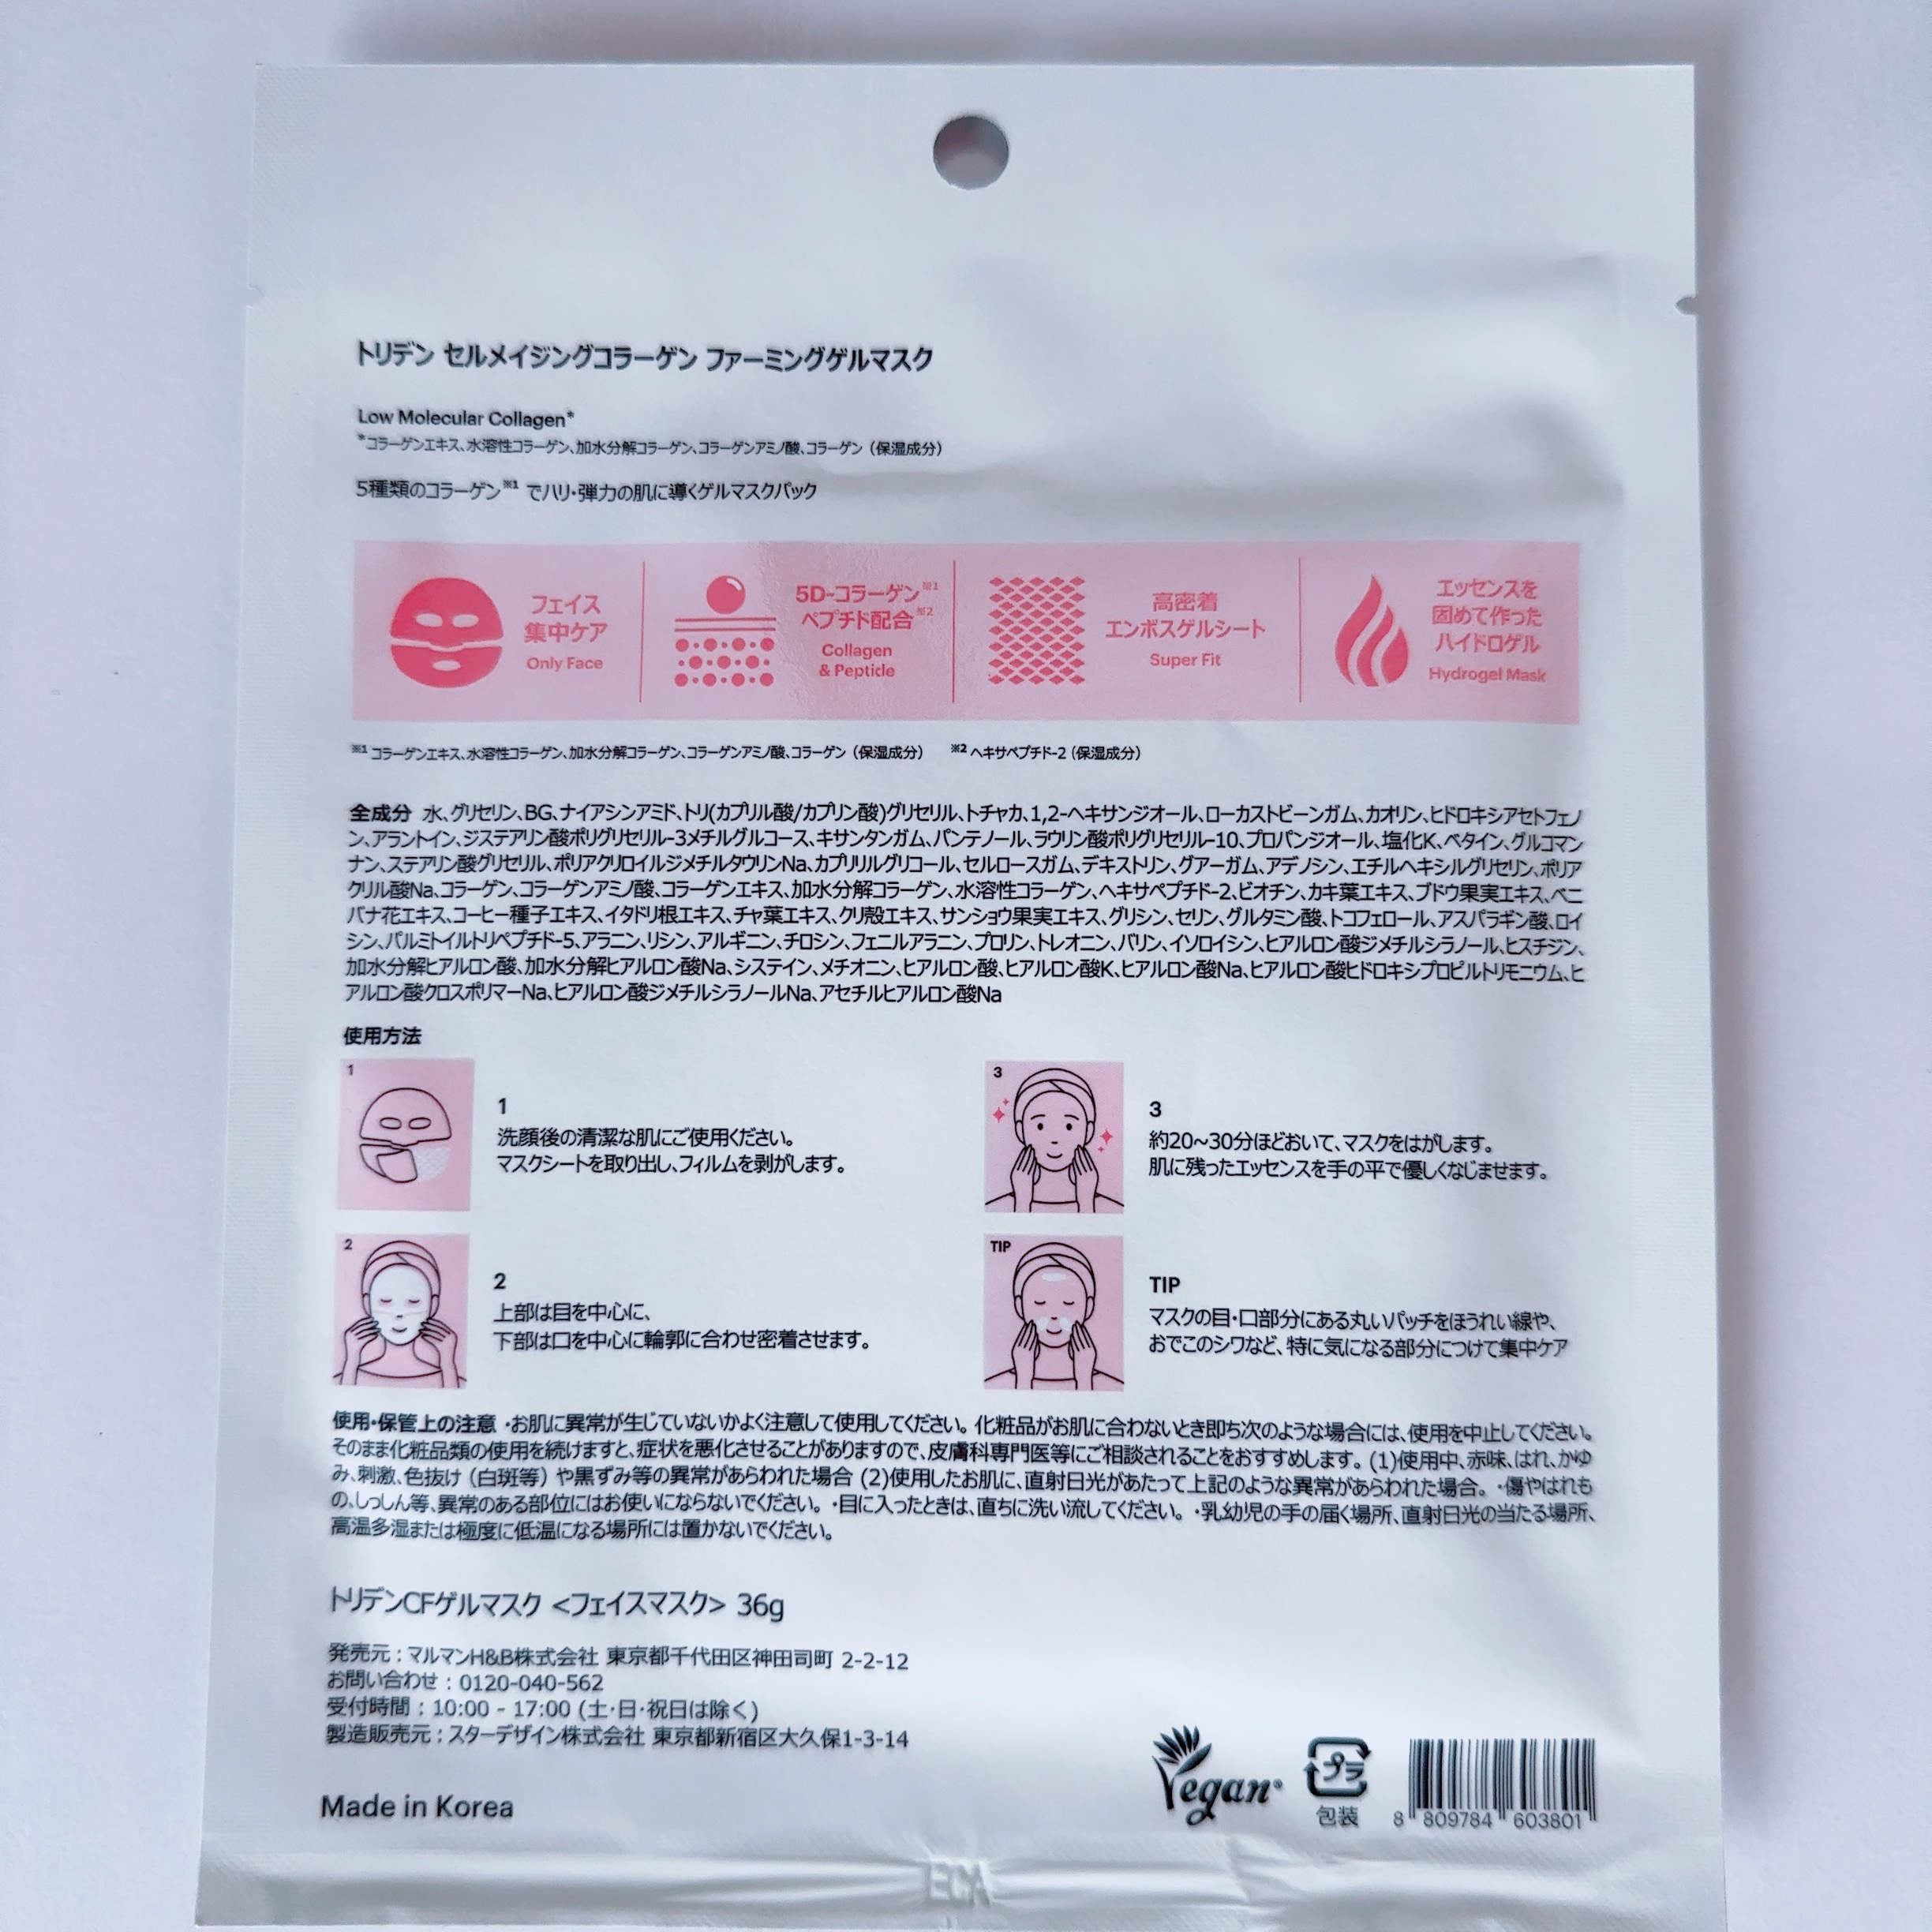 トリデン セルメイジングコラーゲン ファーミングゲルマスク
Low Molecular Collagen*
*コラーゲンエキス、水溶性コラーゲン、加水分解コラーゲン、コラーゲンアミノ酸、コラーゲン（保湿成分）
5種類のコラーゲン※1 でハリ・弾力の肌に導くゲルマスクパック
フェイス
集中ケア
Only Face
5D-コラーゲン※1
ペプチド配合※2
Collagen
& Peptide
高密着
エンボスゲルシート
Super Fit
エッセンスを
固めて作った
ハイドロゲル
Hydrogel Mask
※1 コラーゲンエキス、水溶性コラーゲン、加水分解コラーゲン、コラーゲンアミノ酸、コラーゲン（保湿成分） ※2 ヘキサペプチド-2（保湿成分）
全成分 水、グリセリン、BG、ナイアシンアミド、トリ(カプリル酸/カプリン酸)グリセリル、トチャカ、1,2-ヘキサンジオール、ローカストビーンガム、カオリン、ヒドロキシアセトフェノ
ン、アラントイン、ジステアリン酸ポリグリセリル-3メチルグルコース、キサンタンガム、パンテノール、ラウリン酸ポリグリセリル-10、プロパンジオール、塩化K、ベタイン、グルコマン
ナン、ステアリン酸グリセリル、ポリアクリロイルジメチルタウリンNa、カプリリルグリコール、セルロースガム、デキストリン、グアーガム、アデノシン、エチルヘキシルグリセリン、ポリア
クリル酸Na、コラーゲン、コラーゲンアミノ酸、コラーゲンエキス、加水分解コラーゲン、水溶性コラーゲン、ヘキサペプチド-2、ビオチン、カキ葉エキス、ブドウ果実エキス、ベニ
バナ花エキス、コーヒー種子エキス、イタドリ根エキス、チャ葉エキス、クリ殻エキス、サンショウ果実エキス、グリシン、セリン、グルタミン酸、トコフェロール、アスパラギン酸、ロイ
シン、パルミトイルトリペプチド-5、アラニン、リシン、アルギニン、チロシン、フェニルアラニン、プロリン、トレオニン、バリン、イソロイシン、ヒアルロン酸ジメチルシラノール、ヒスチジン、
加水分解ヒアルロン酸、加水分解ヒアルロン酸Na、システイン、メチオニン、ヒアルロン酸、ヒアルロン酸K、ヒアルロン酸Na、ヒアルロン酸ヒドロキシプロピルトリモニウム、ヒ
アルロン酸クロスポリマーNa、ヒアルロン酸ジメチルシラノールNa、アセチルヒアルロン酸Na
使用方法
1
1
洗顔後の清潔な肌にご使用ください。
マスクシートを取り出し、フィルムを剥がします。
2
2
上部は目を中心に、
下部は口を中心に輪郭に合わせ密着させます。
3
3
約20~30分ほどおいて、マスクをはがします。
肌に残ったエッセンスを手の平で優しくなじませます。
TIP
TIP
マスクの目・口部分にある丸いパッチをほうれい線や、
おでこのシワなど、特に気になる部分につけて集中ケア
使用・保管上の注意 ・お肌に異常が生じていないかよく注意して使用してください。化粧品がお肌に合わないとき即ち次のような場合には、使用を中止してください。
そのまま化粧品類の使用を続けますと、症状を悪化させることがありますので、皮膚科専門医等にご相談されることをおすすめします。(1)使用中、赤味、はれ、かゆ
み、刺激、色抜け（白斑等）や黒ずみ等の異常があらわれた場合 (2)使用したお肌に、直射日光があたって上記のような異常があらわれた場合。・傷やはれも
の、しっしん等、異常のある部位にはお使いにならないでください。・目に入ったときは、直ちに洗い流してください。・乳幼児の手の届く場所、直射日光の当たる場所、
高温多湿または極度に低温になる場所には置かないでください。
トリデンCFゲルマスク <フェイスマスク> 36g
発売元：マルマンH&B株式会社 東京都千代田区神田司町 2-2-12
お問い合わせ：0120-040-562
受付時間：10:00 - 17:00 (土・日・祝日は除く)
製造販売元：スターデザイン株式会社 東京都新宿区大久保1-3-14
Made in Korea
Vegan
プラ
包装
8 809784 603801